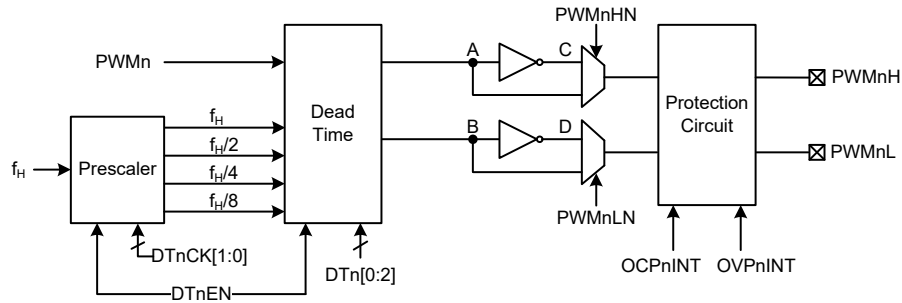 PWMnHN
PWMn
A
C
Dead
Time
Protection
Circuit
PWMnH
fH
Prescaler
fH
fH/2
fH/4
fH/8
B
D
PWMnL
PWMnLN
DTnCK[1:0]
DTn[0:2]
DTnEN
OCPnINT
OVPnINT